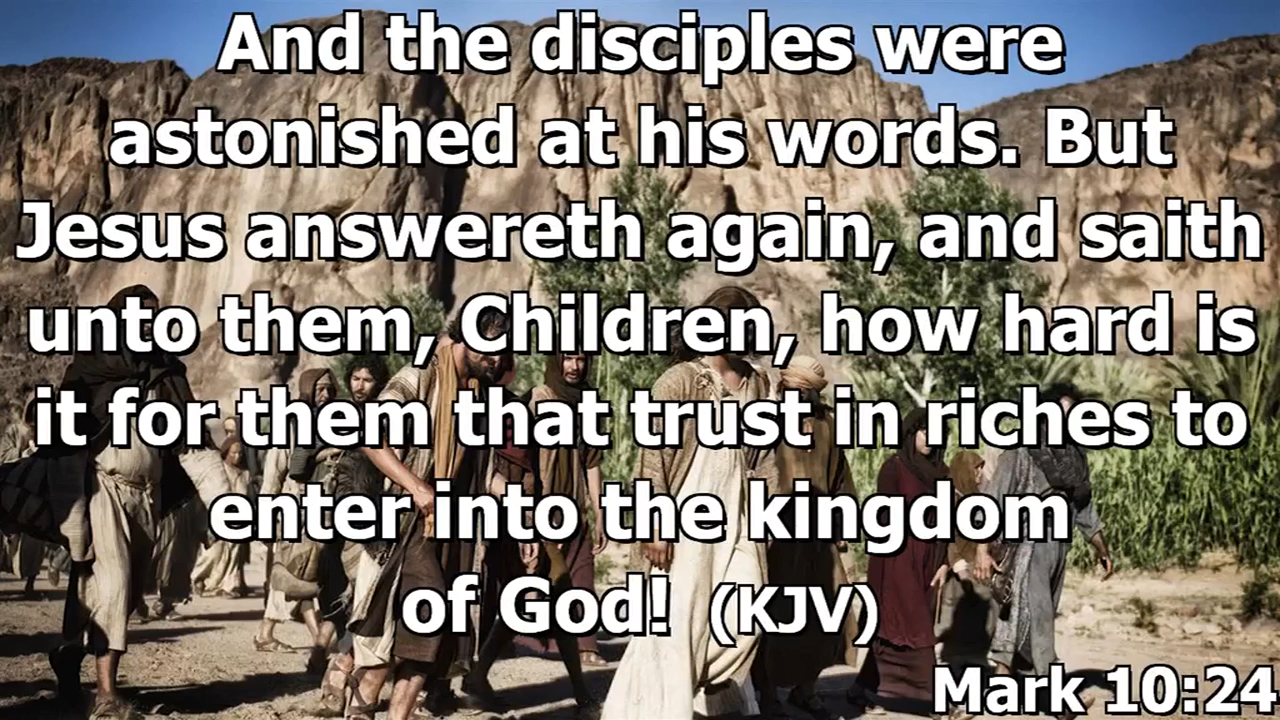 And the disciples were
astonished at his words. But
Jesus answereth again, and saith
unto them, Children, how hard is
it for them that trust in riches to
enter into the kingdom
of God! (KJV)
Mark 10:24